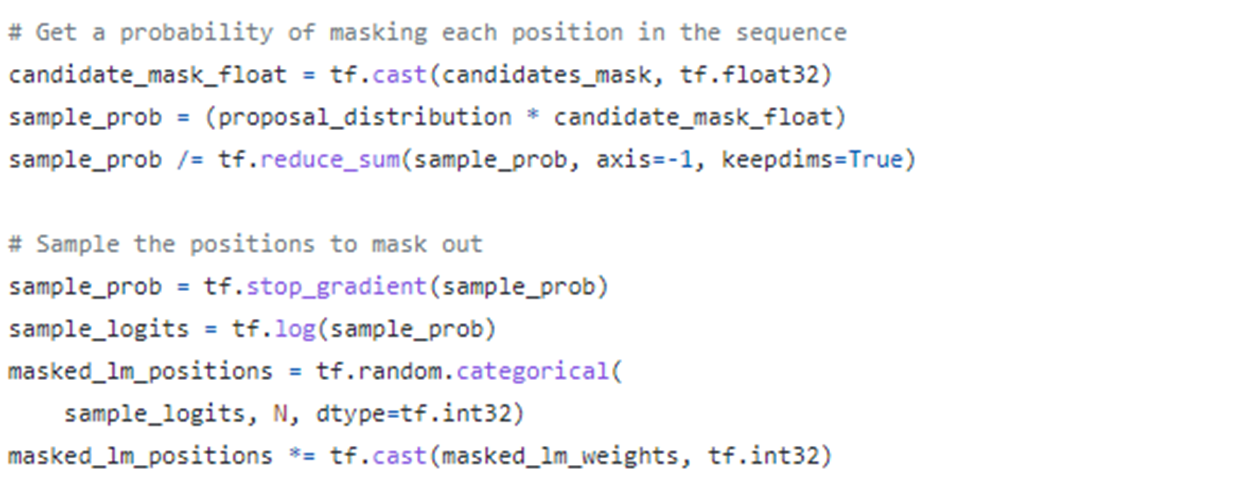 # Get a probability of masking each position in the sequence
candidate_mask_float = tf.cast(candidates_mask, tf.float32)
sample_prob = (proposal_distribution * candidate_mask_float)
sample_prob /= tf.reduce_sum(sample_prob, axis=-1, keepdims=True)
# Sample the positions to mask out
sample_prob = tf.stop_gradient(sample_prob)
sample_logits = tf.log(sample_prob)
masked_lm_positions = tf.random.categorical(
    sample_logits, N, dtype=tf.int32)
masked_lm_positions *= tf.cast(masked_lm_weights, tf.int32)